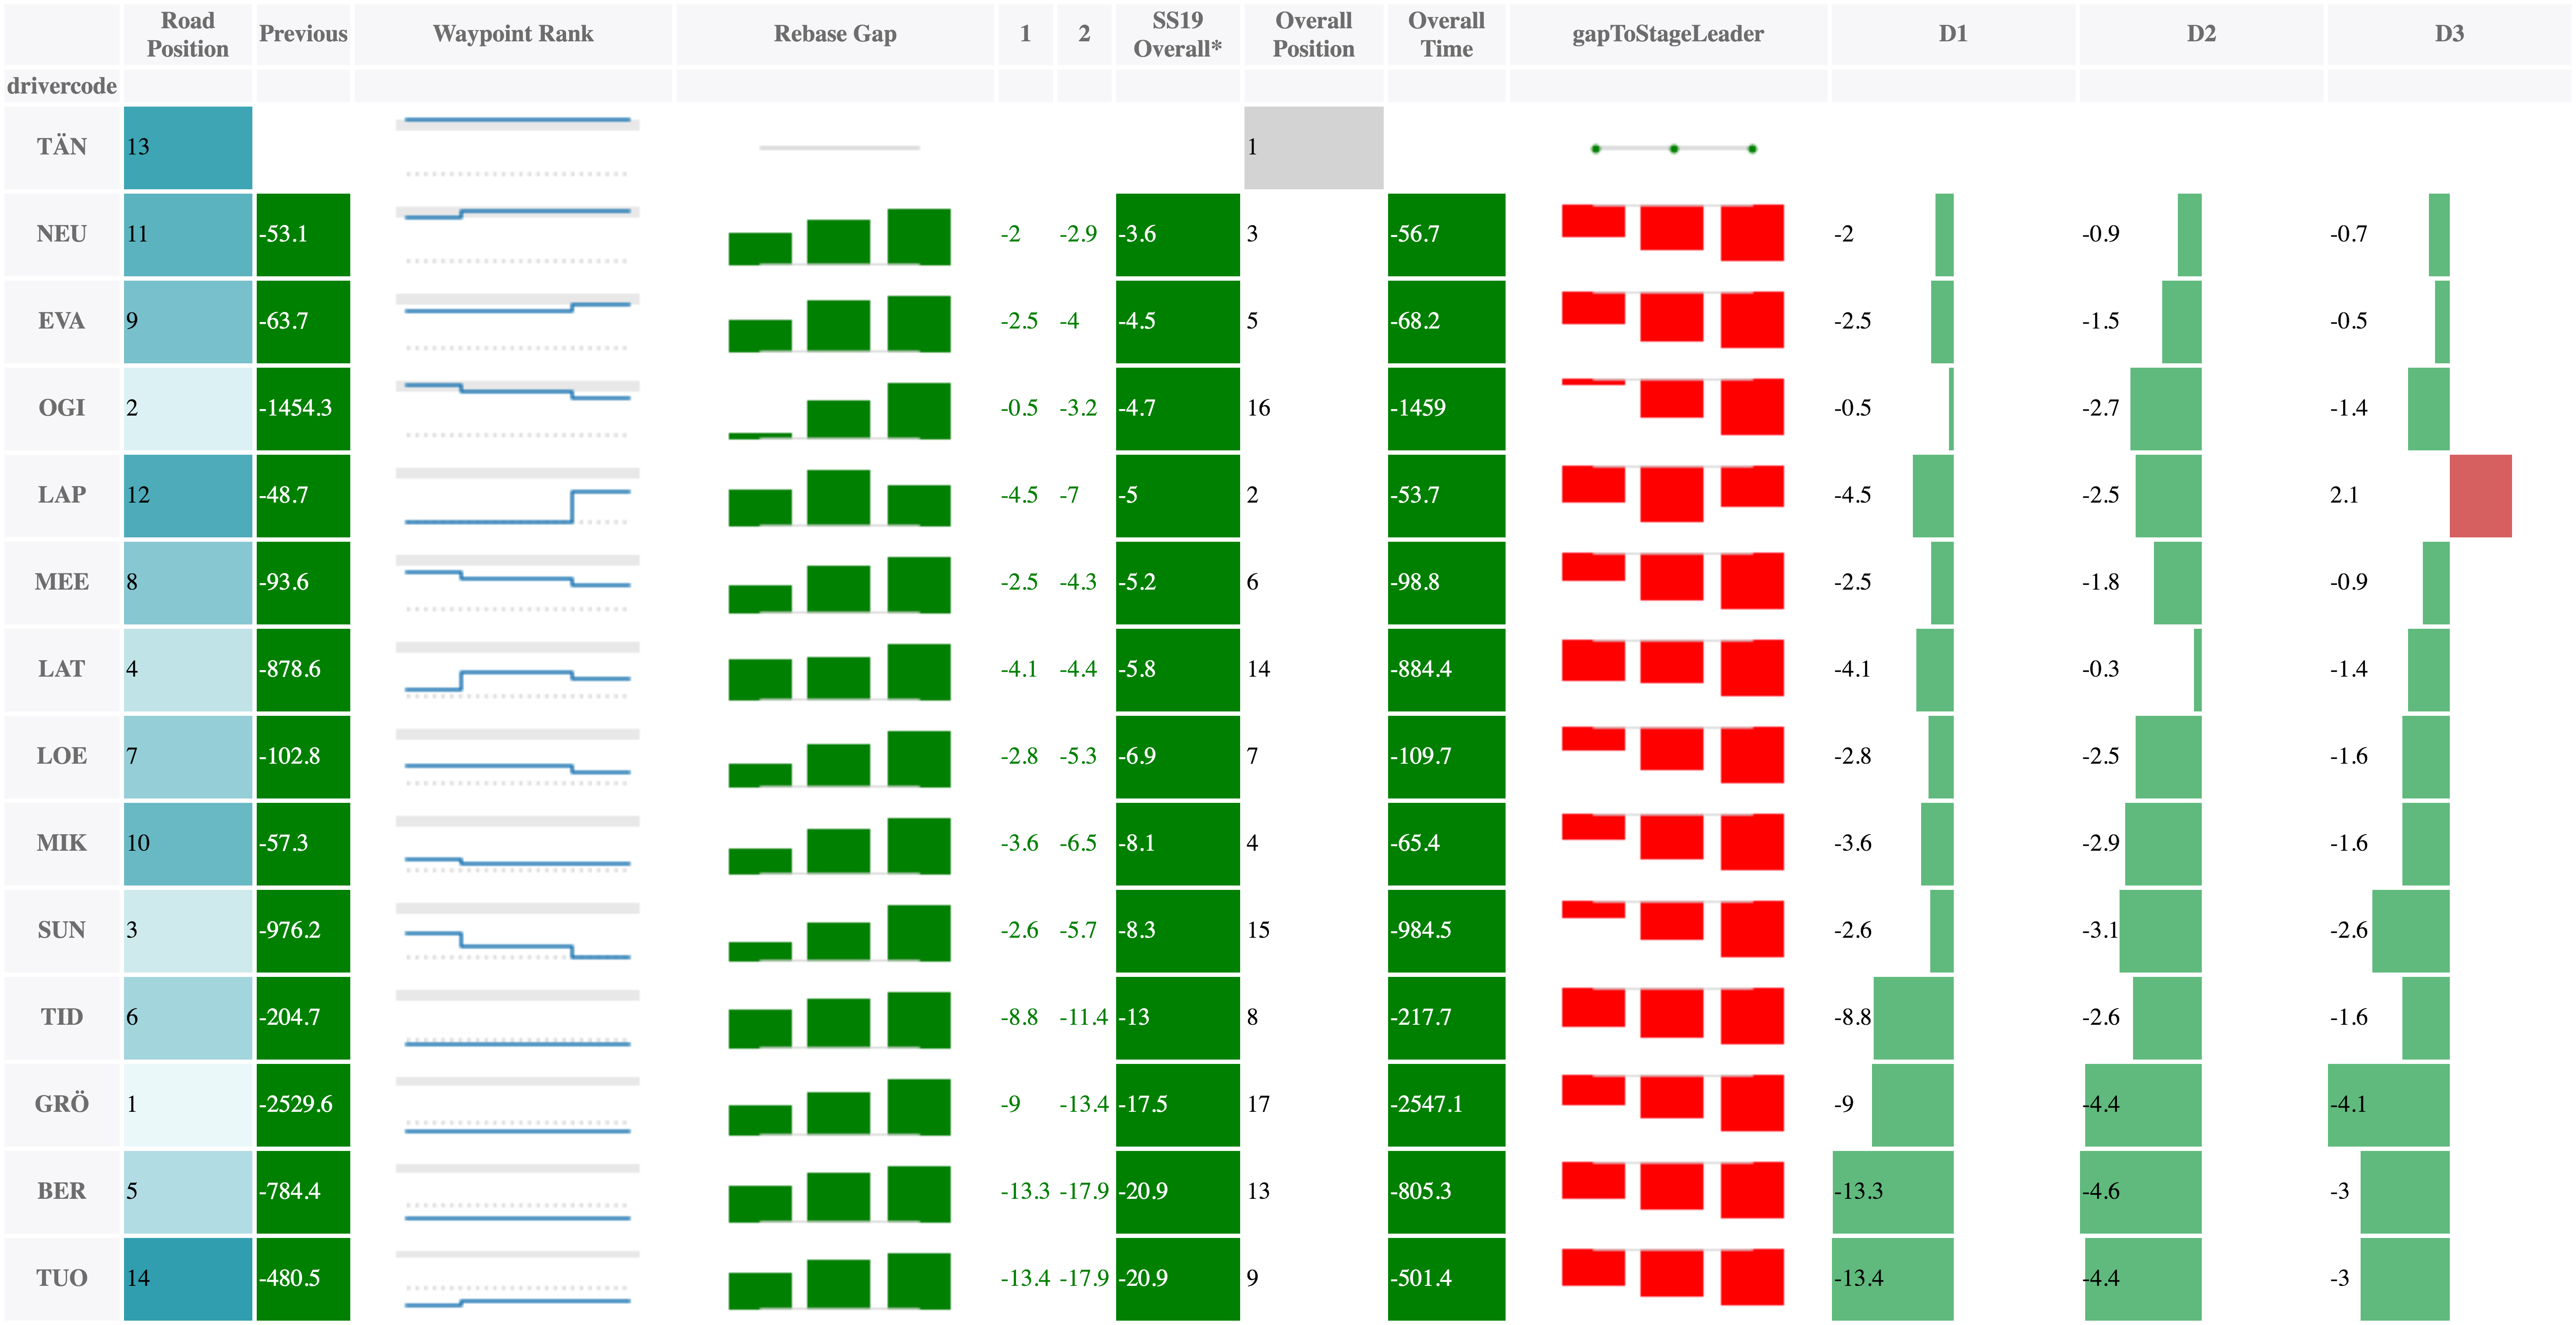 Road Position Previous Waypoint Rank Rebase Gap 1 2 SS19 Overall* Overall Position Overall Time gapToStageLeader D1 D2 D3
drivercode
TÄN 13 1
NEU 11 -53.1 -2 -2.9 -3.6 3 -56.7 -2 -0.9 -0.7
EVA 9 -63.7 -2.5 -4 -4.5 5 -68.2 -2.5 -1.5 -0.5
OGI 2 -1454.3 -0.5 -3.2 -4.7 16 -1459 -0.5 -2.7 -1.4
LAP 12 -48.7 -4.5 -7 -5 2 -53.7 -4.5 -2.5 2.1
MEE 8 -93.6 -2.5 -4.3 -5.2 6 -98.8 -2.5 -1.8 -0.9
LAT 4 -878.6 -4.1 -4.4 -5.8 14 -884.4 -4.1 -0.3 -1.4
LOE 7 -102.8 -2.8 -5.3 -6.9 7 -109.7 -2.8 -2.5 -1.6
MIK 10 -57.3 -3.6 -6.5 -8.1 4 -65.4 -3.6 -2.9 -1.6
SUN 3 -976.2 -2.6 -5.7 -8.3 15 -984.5 -2.6 -3.1 -2.6
TID 6 -204.7 -8.8 -11.4 -13 8 -217.7 -8.8 -2.6 -1.6
GRÖ 1 -2529.6 -9 -13.4 -17.5 17 -2547.1 -9 -4.4 -4.1
BER 5 -784.4 -13.3 -17.9 -20.9 13 -805.3 -13.3 -4.6 -3
TUO 14 -480.5 -13.4 -17.9 -20.9 9 -501.4 -13.4 -4.4 -3